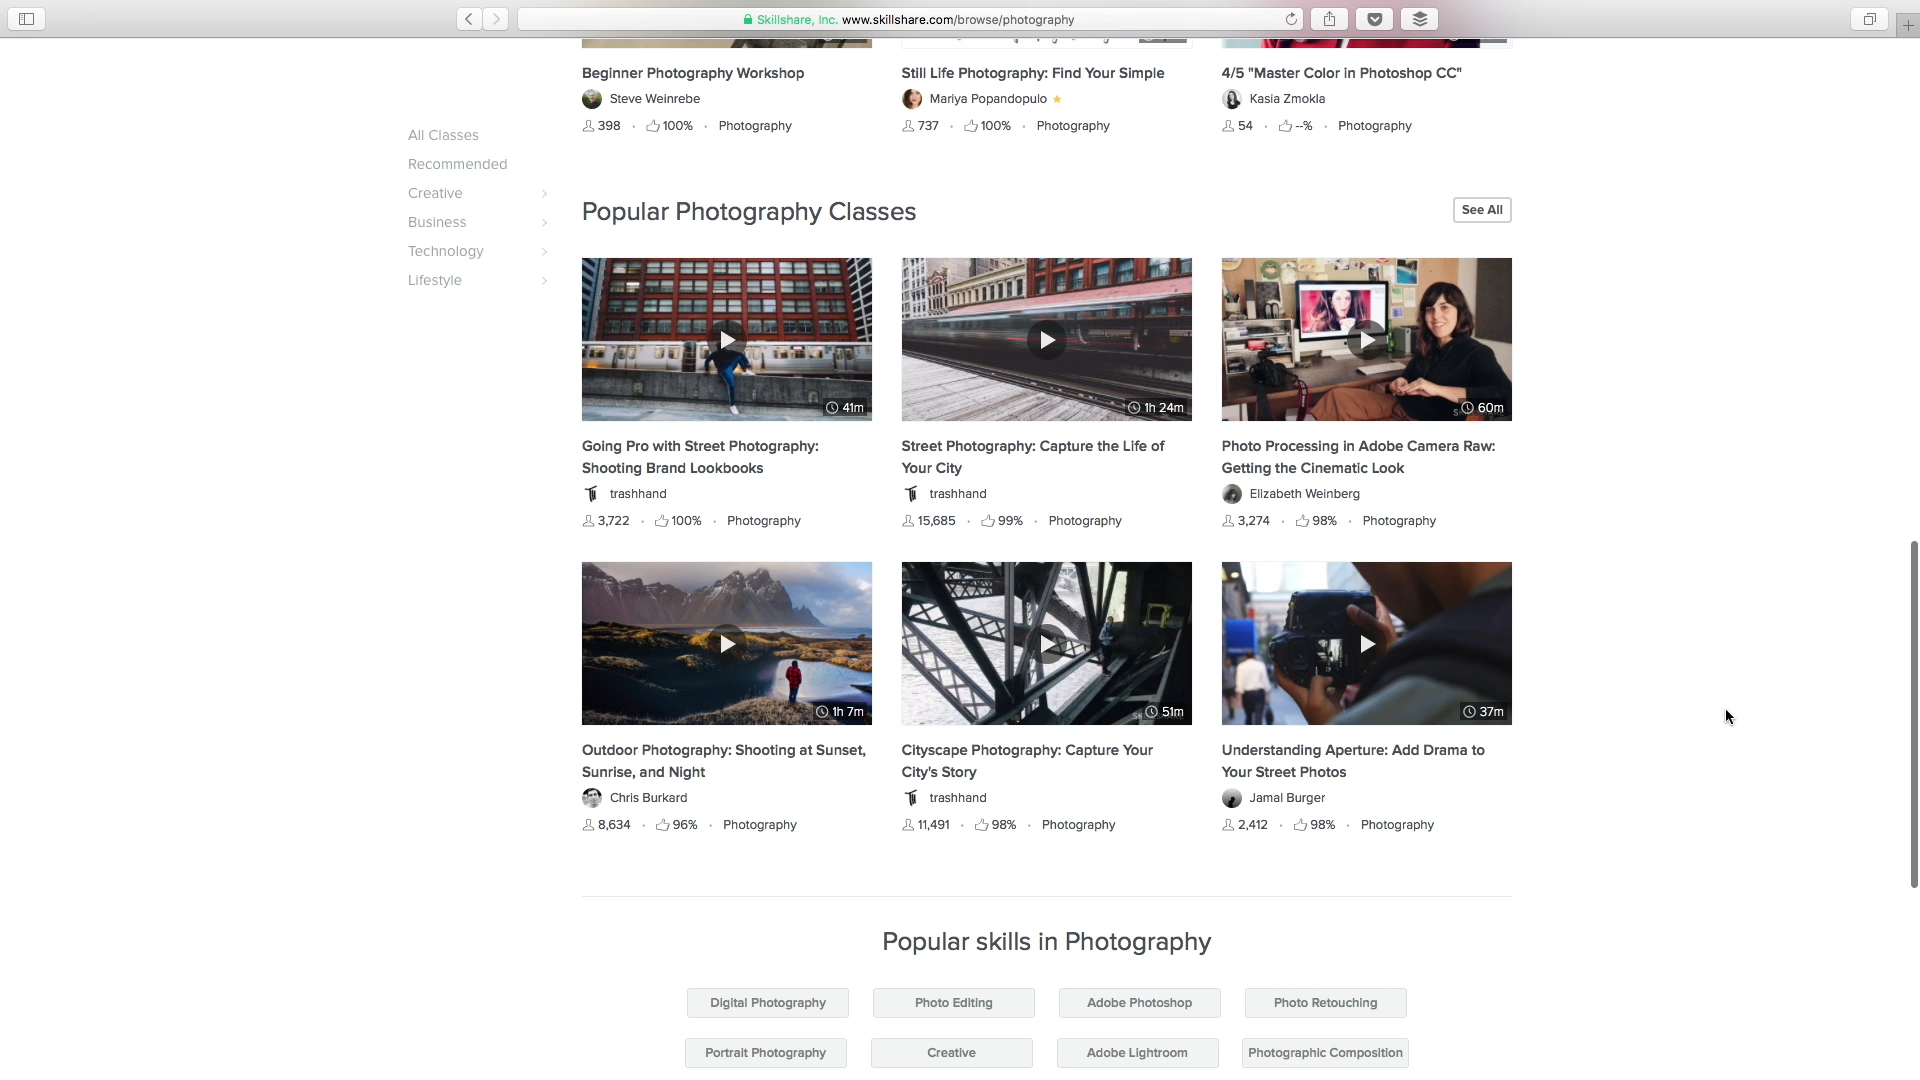 Skillshare, Inc. www.skillshare.com/browse/photography
Beginner Photography Workshop
Steve Weinrebe
398 · 100% · Photography
Still Life Photography: Find Your Simple
Mariya Popandopulo
737 · 100% · Photography
4/5 "Master Color in Photoshop CC"
Kasia Zmokla
54 · --% · Photography
All Classes
Recommended
Creative
Business
Technology
Lifestyle
Popular Photography Classes
See All
41m
Going Pro with Street Photography:
Shooting Brand Lookbooks
trashhand
3,722 · 100% · Photography
1h 24m
Street Photography: Capture the Life of
Your City
trashhand
15,685 · 99% · Photography
60m
Photo Processing in Adobe Camera Raw:
Getting the Cinematic Look
Elizabeth Weinberg
3,274 · 98% · Photography
1h 7m
Outdoor Photography: Shooting at Sunset,
Sunrise, and Night
Chris Burkard
8,634 · 96% · Photography
51m
Cityscape Photography: Capture Your
City's Story
trashhand
11,491 · 98% · Photography
37m
Understanding Aperture: Add Drama to
Your Street Photos
Jamal Burger
2,412 · 98% · Photography
Popular skills in Photography
Digital Photography
Photo Editing
Adobe Photoshop
Photo Retouching
Portrait Photography
Creative
Adobe Lightroom
Photographic Composition